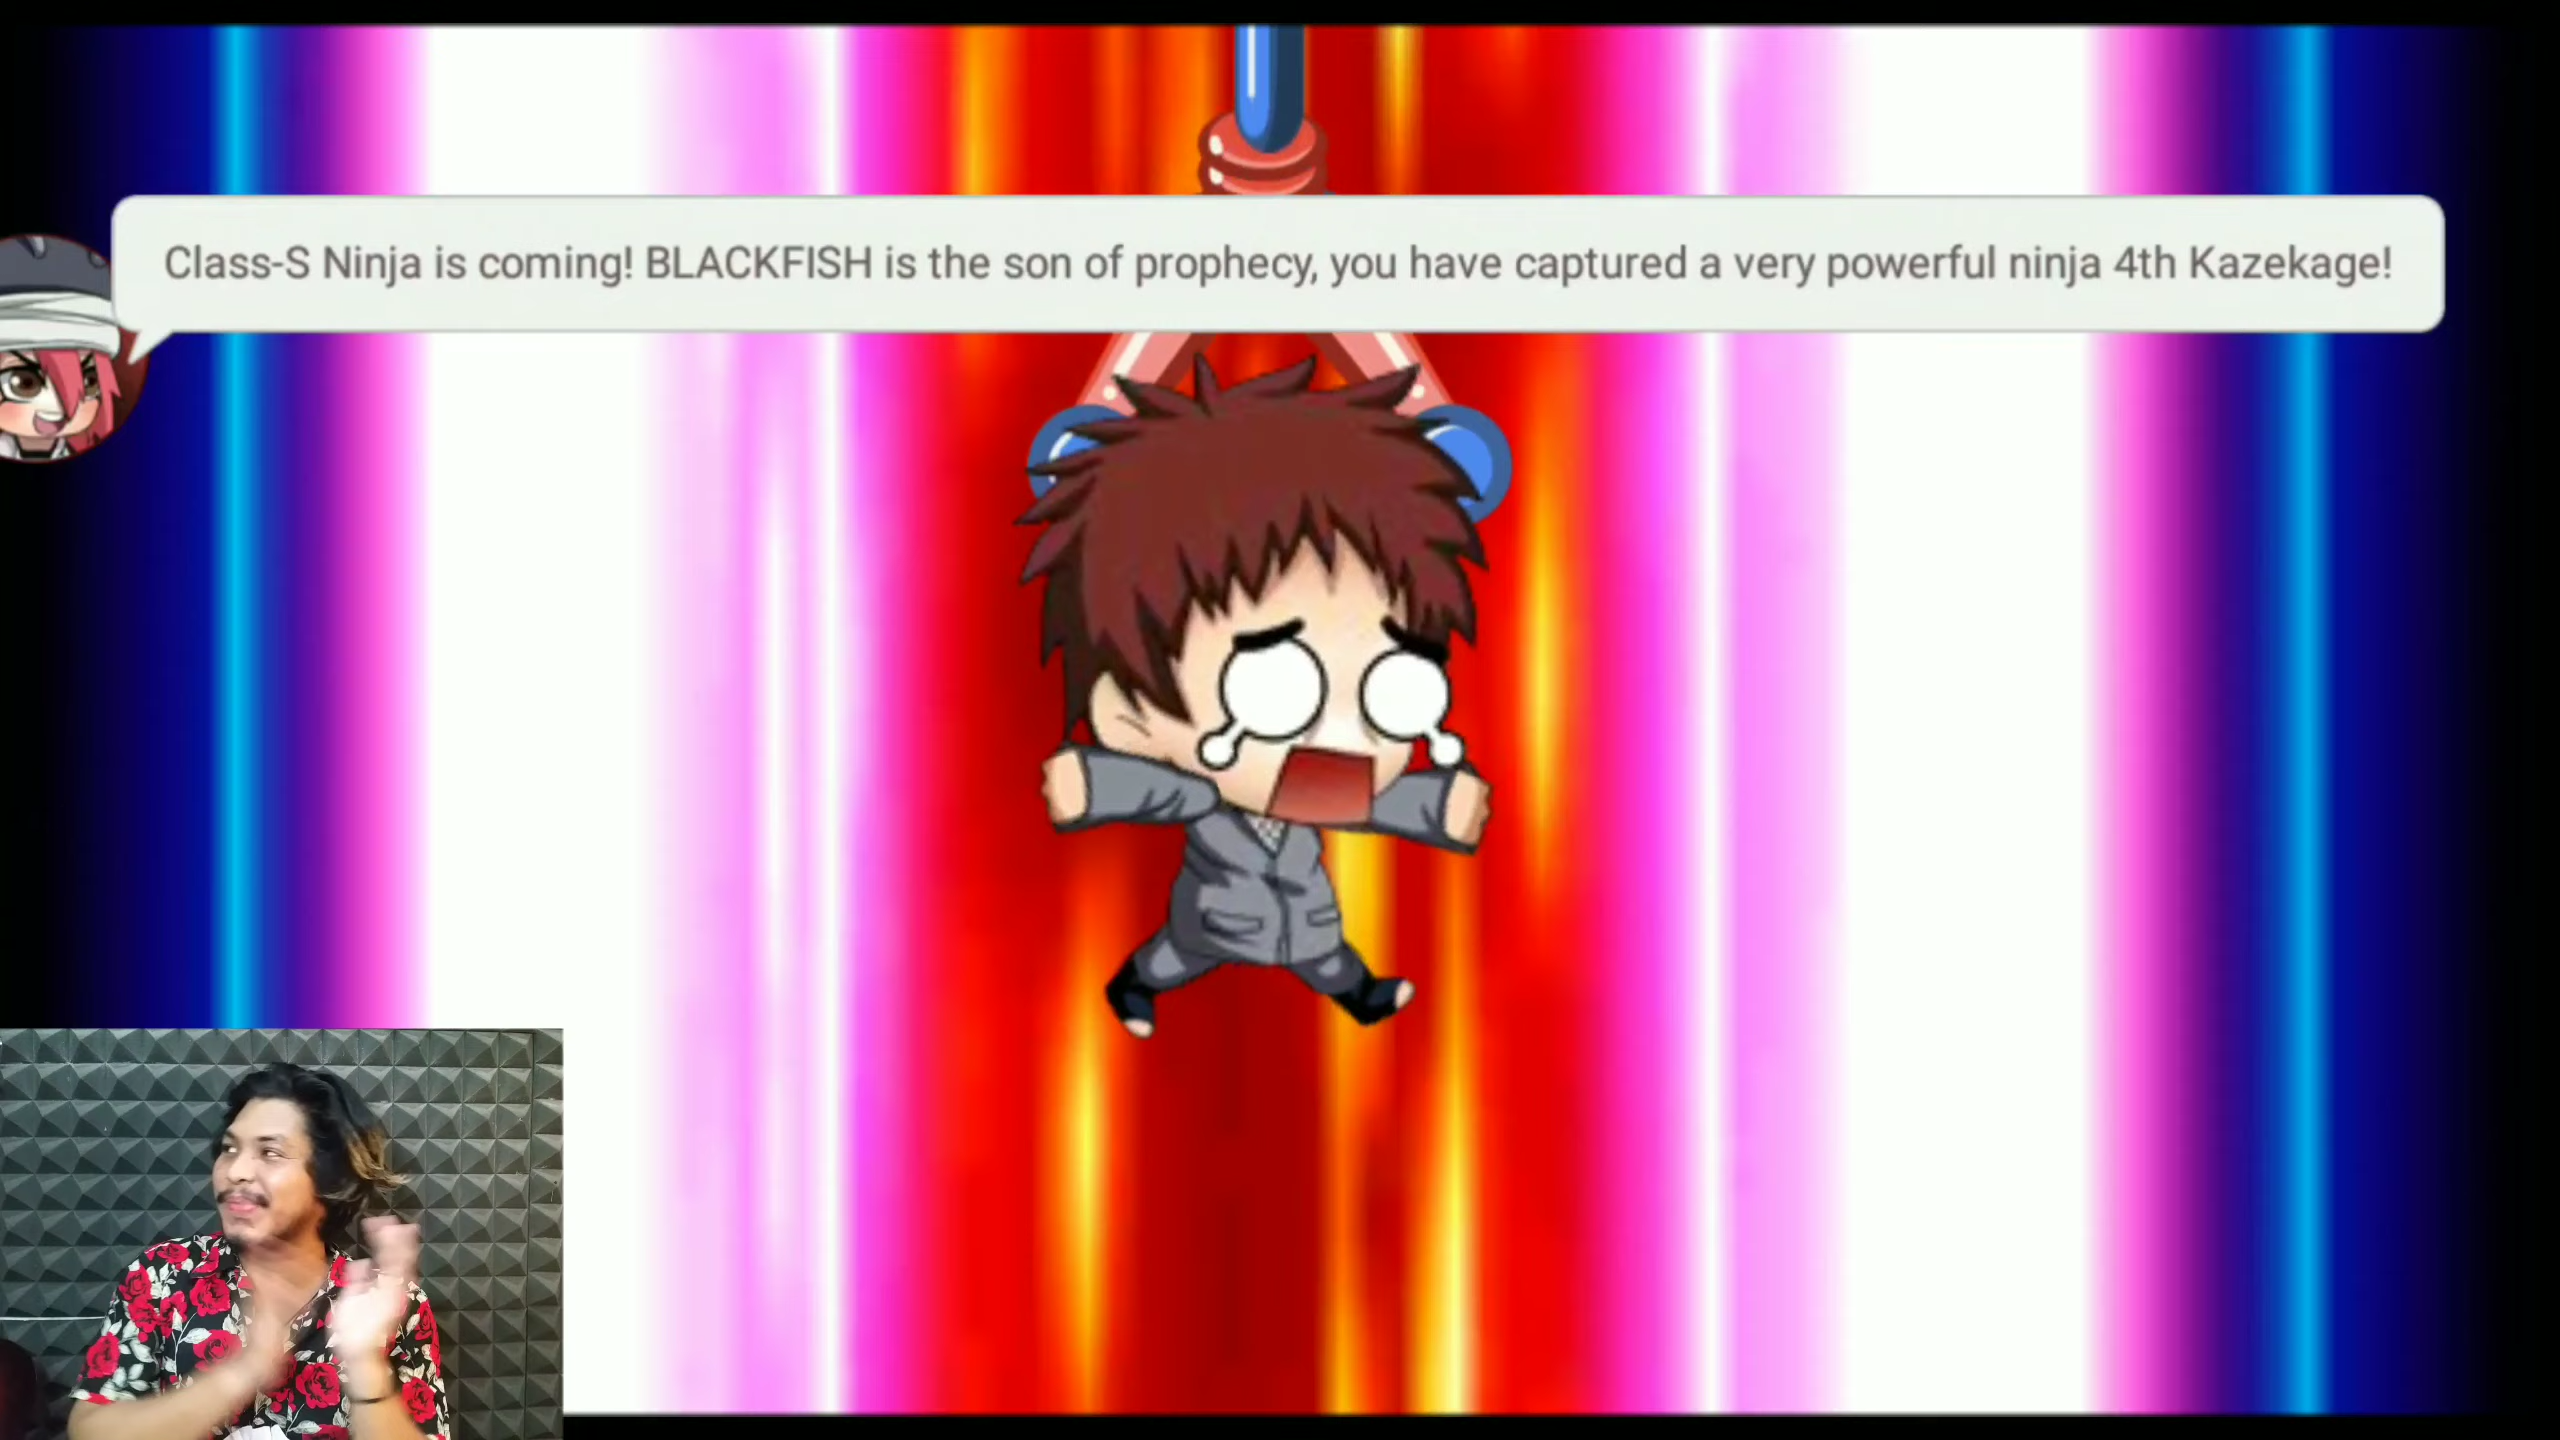 Class-S Ninja is coming! BLACKFISH is the son of prophecy, you have captured a very powerful ninja 4th Kazekage!